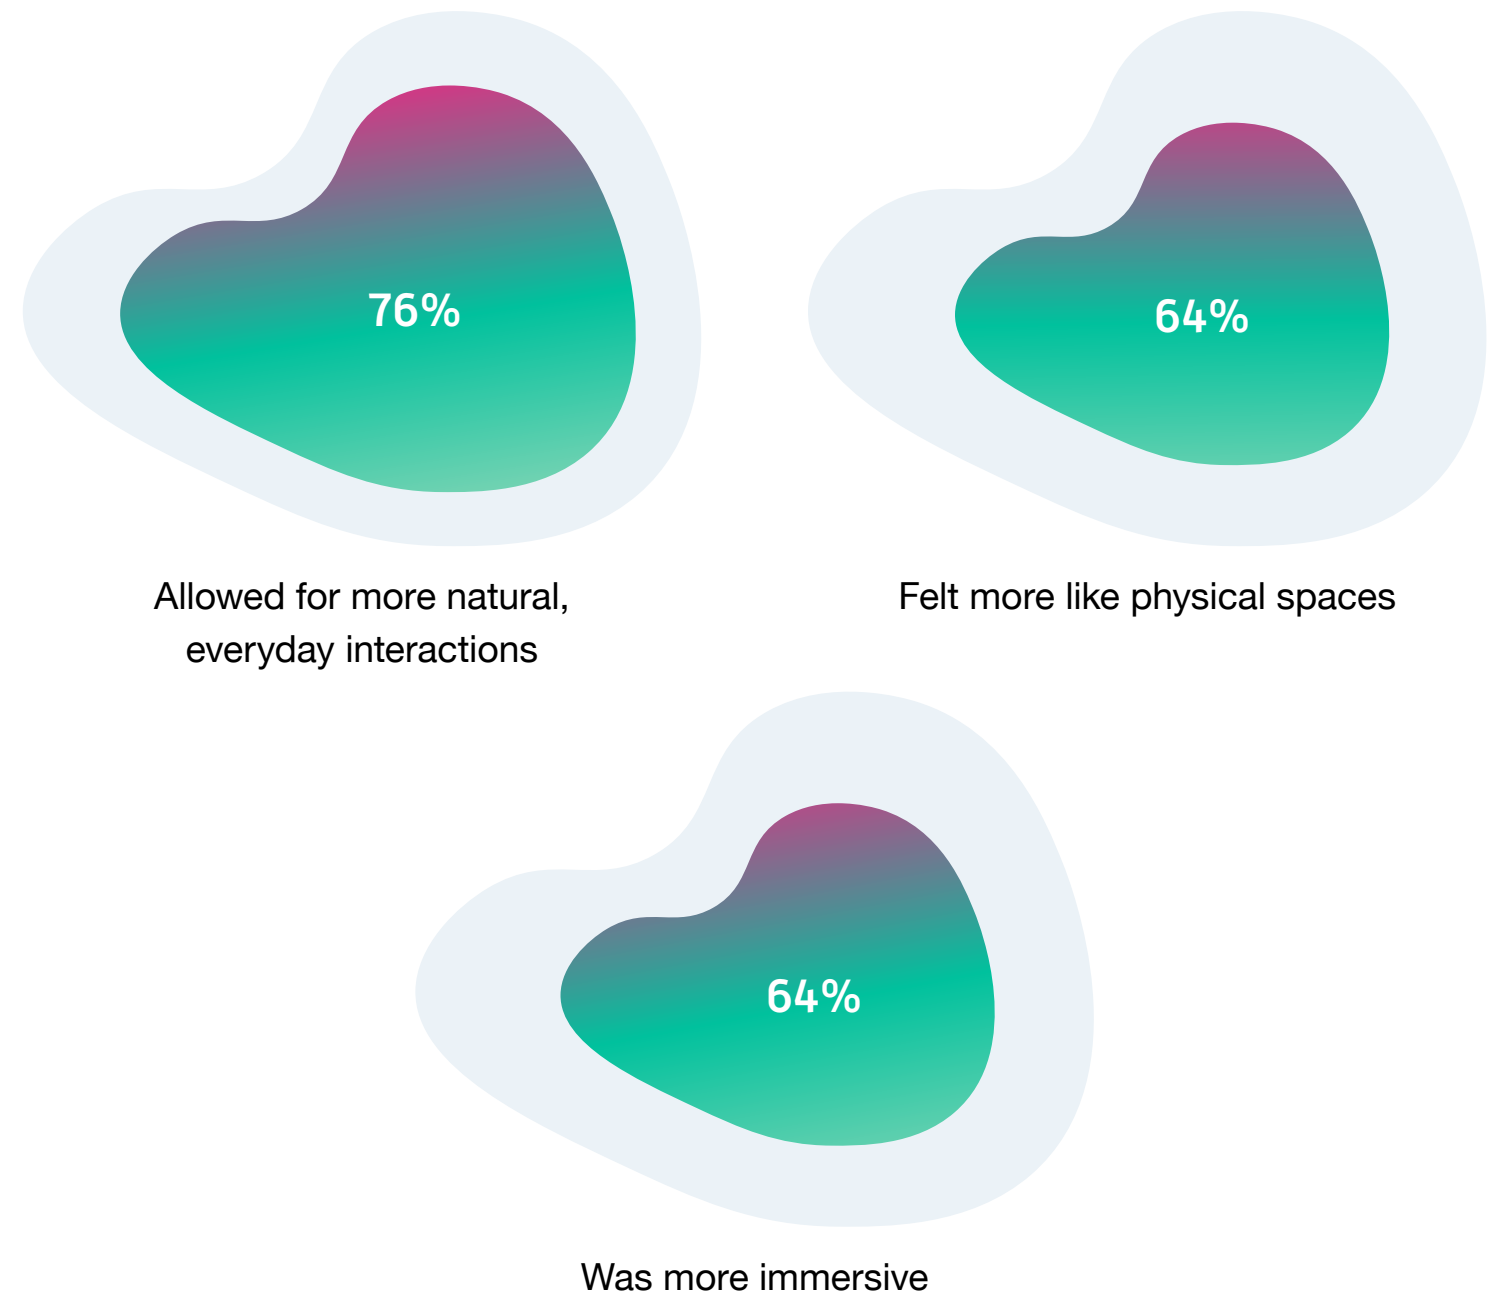 76%
64%
Allowed for more natural,
everyday interactions
Felt more like physical spaces
64%
Was more immersive